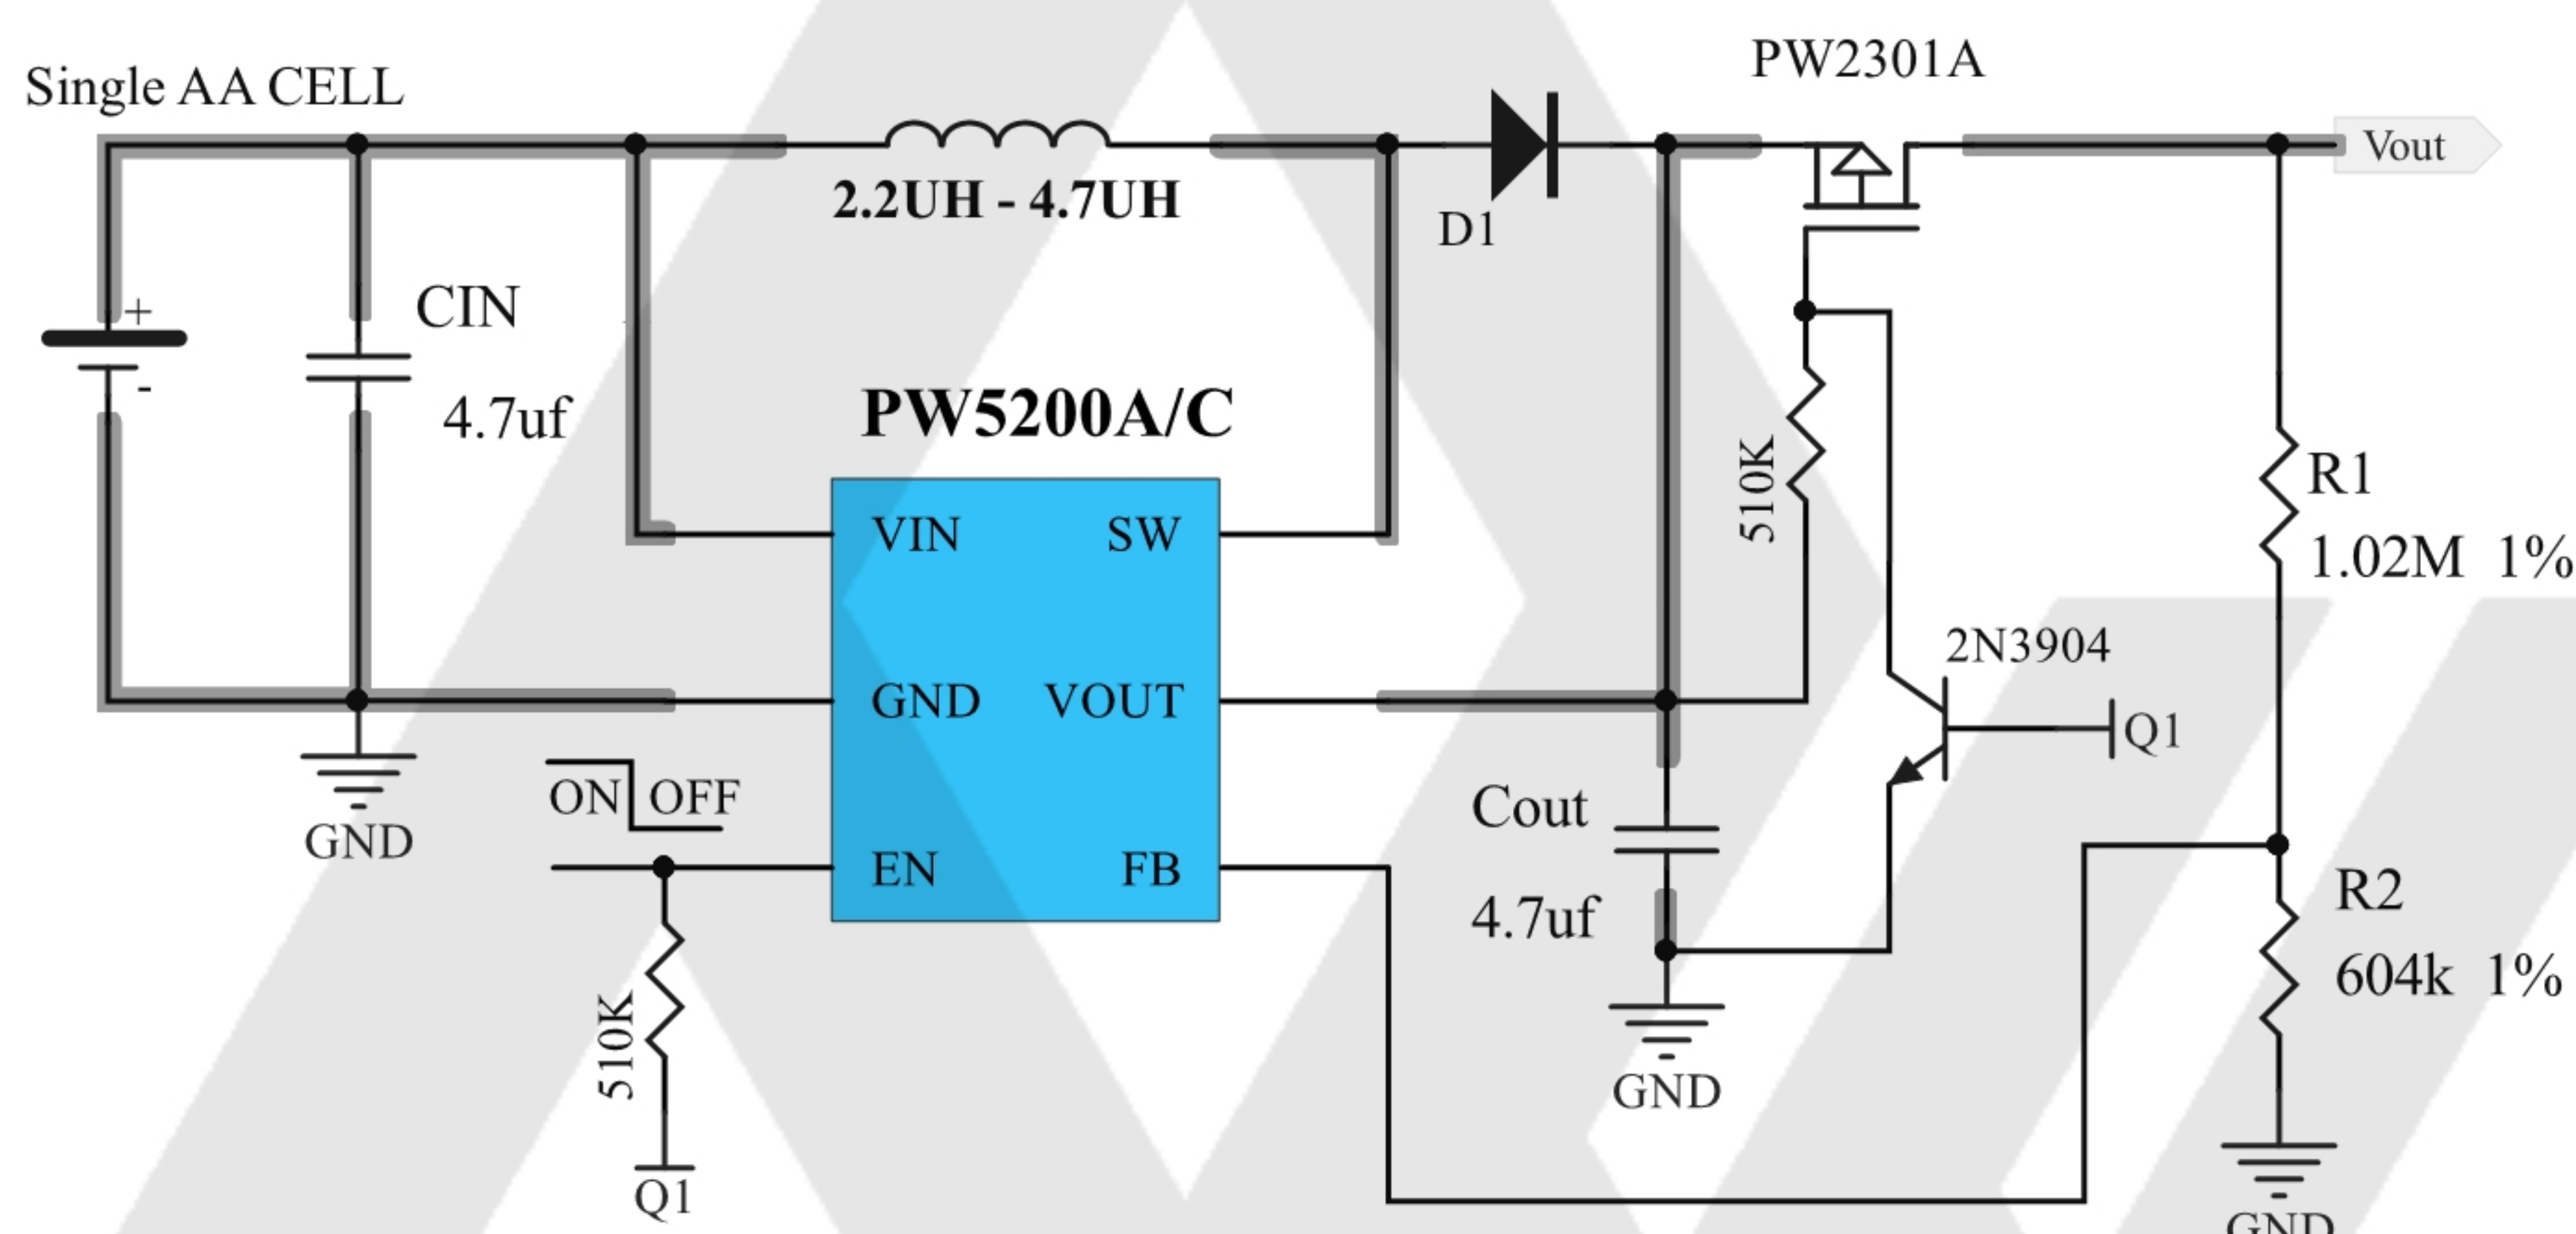 PW2301A
Single AA CELL
Vout
2.2UH - 4.7UH
D1
+
CIN
-
4.7uf
PW5200A/C
510K
R1
1.02M 1%
VIN
SW
2N3904
GND
VOUT
Q1
ON
OFF
Cout
GND
EN
FB
R2
4.7uf
604k 1%
510K
GND
Q1
GND